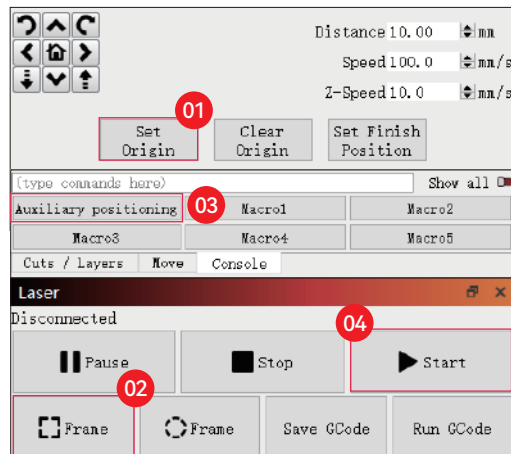 Distance 10.00 mm
Speed 100.0 mm/s
Z-Speed 10.0 mm/s
01
Set Origin
Clear Origin
Set Finish Position
(type commands here)
Show all
Auxiliary positioning
03
Macro1
Macro2
Macro3
Macro4
Macro5
Cuts / Layers
Move
Console
Laser
Disconnected
04
Pause
Stop
Start
02
Frame
Frame
Save GCode
Run GCode